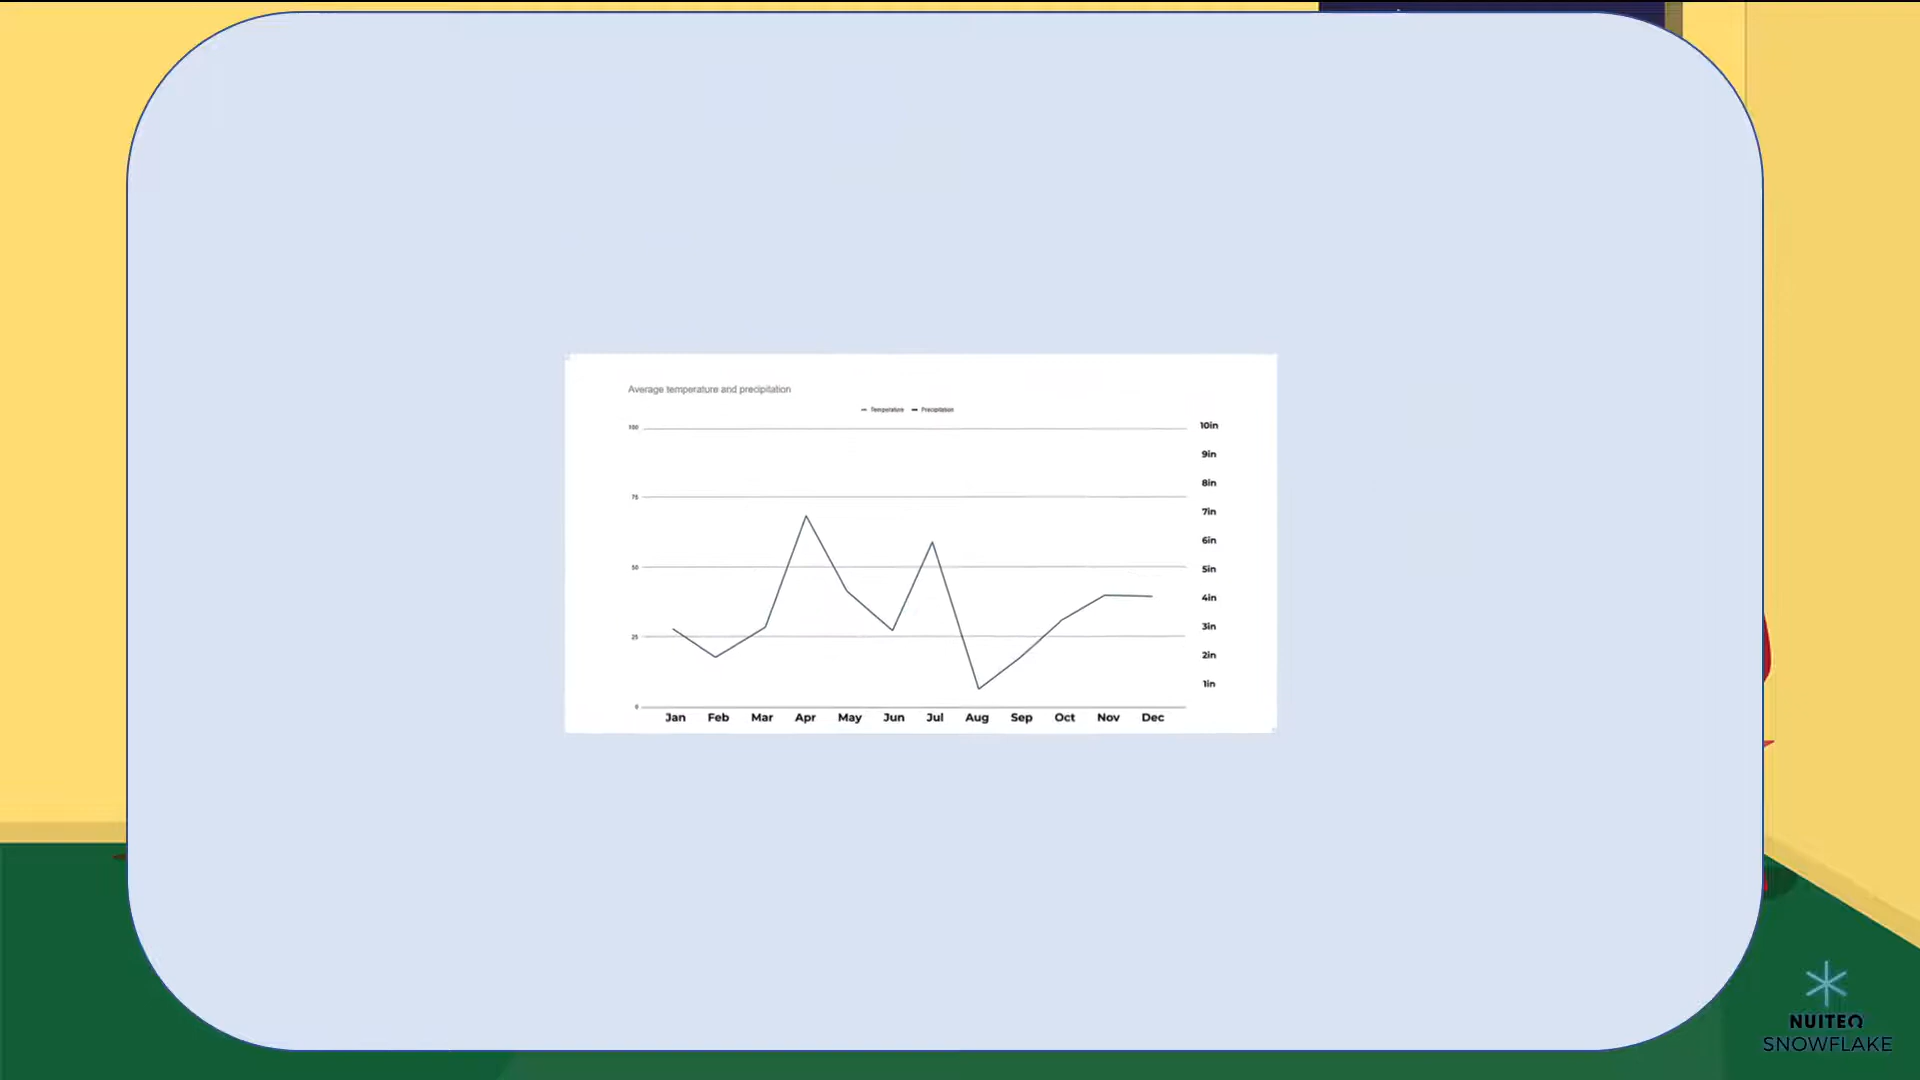 Average temperature and precipitation
Temperature Precipitation
100
75
50
25
0
10in
9in
8in
7in
6in
5in
4in
3in
2in
1in
Jan Feb Mar Apr May Jun Jul Aug Sep Oct Nov Dec
NUITEQ
SNOWFLAKE